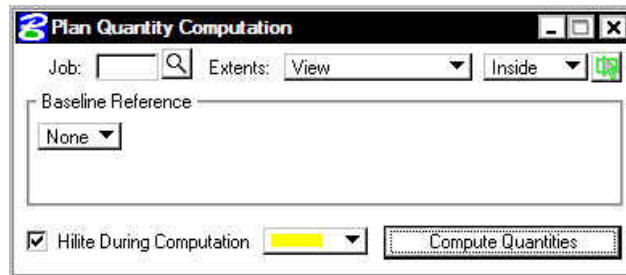 Plan Quantity Computation
Job: Extents: View Inside
Baseline Reference
None
Hilite During Computation Compute Quantities